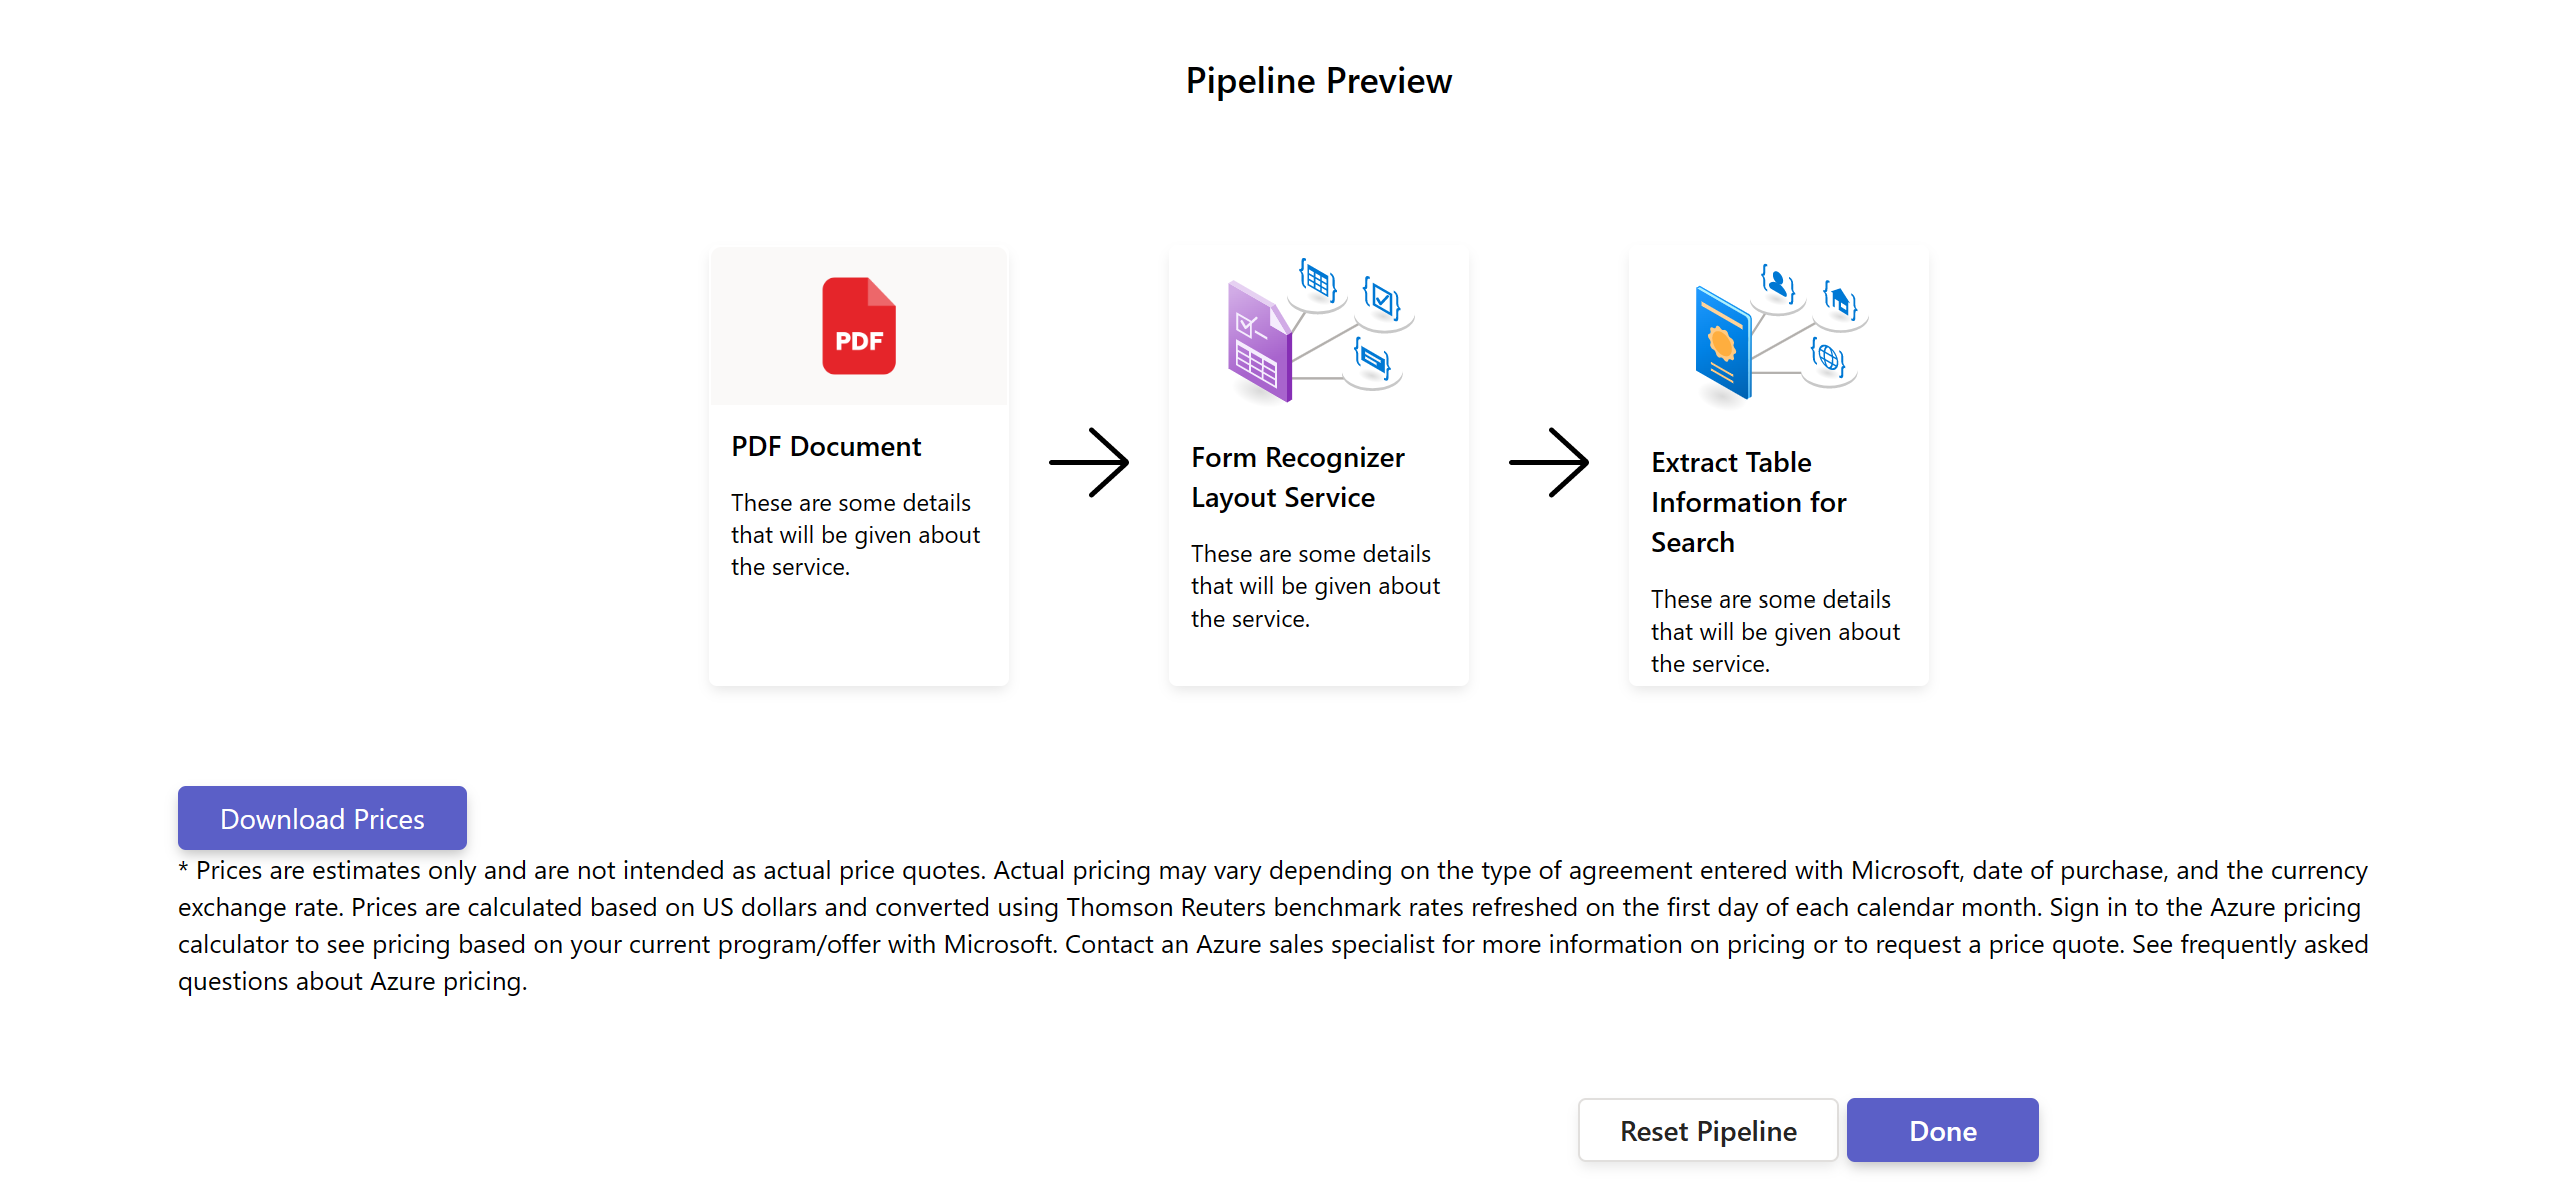 Pipeline Preview
PDF
PDF Document
These are some details
that will be given about
the service.
Form Recognizer
Layout Service
These are some details
that will be given about
the service.
Extract Table
Information for
Search
These are some details
that will be given about
the service.
Download Prices
* Prices are estimates only and are not intended as actual price quotes. Actual pricing may vary depending on the type of agreement entered with Microsoft, date of purchase, and the currency
exchange rate. Prices are calculated based on US dollars and converted using Thomson Reuters benchmark rates refreshed on the first day of each calendar month. Sign in to the Azure pricing
calculator to see pricing based on your current program/offer with Microsoft. Contact an Azure sales specialist for more information on pricing or to request a price quote. See frequently asked
questions about Azure pricing.
Reset Pipeline
Done